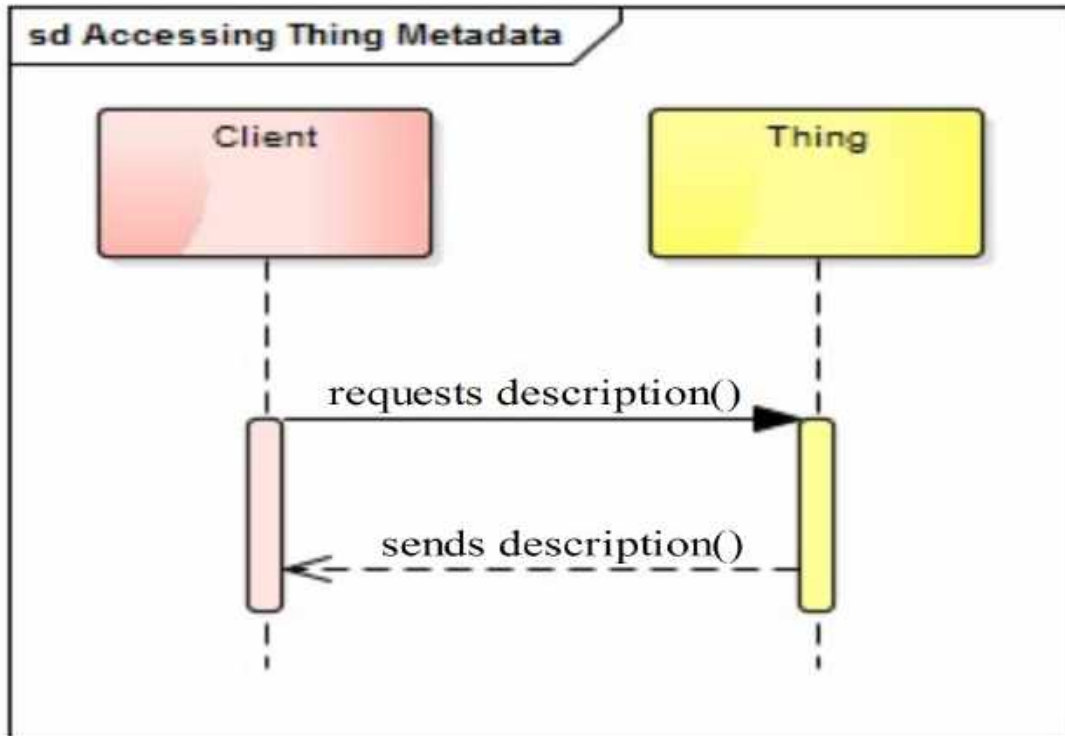 sd Accessing Thing Metadata
Client
Thing
requests description()
sends description()